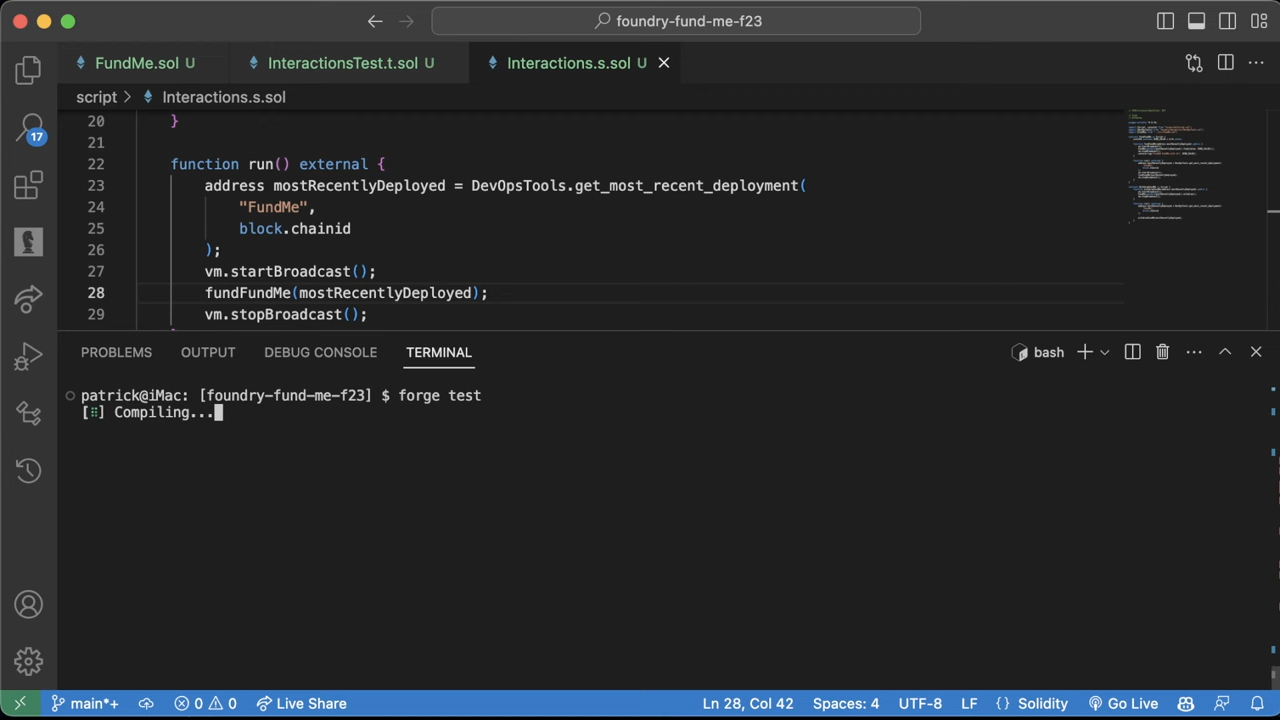 foundry-fund-me-f23
FundMe.sol U
InteractionsTest.t.sol U
Interactions.s.sol U
script > Interactions.s.sol
20 }
21
22 function run() external {
23 address mostRecentlyDeployed = DevOpsTools.get_most_recent_deployment(
24 "FundMe",
25 block.chainid
26 );
27 vm.startBroadcast();
28 fundFundMe(mostRecentlyDeployed);
29 vm.stopBroadcast();
17
PROBLEMS OUTPUT DEBUG CONSOLE TERMINAL
bash
patrick@iMac: [foundry-fund-me-f23] $ forge test
[⠃] Compiling...
main*+ 0 0 Live Share Ln 28, Col 42 Spaces: 4 UTF-8 LF {} Solidity Go Live